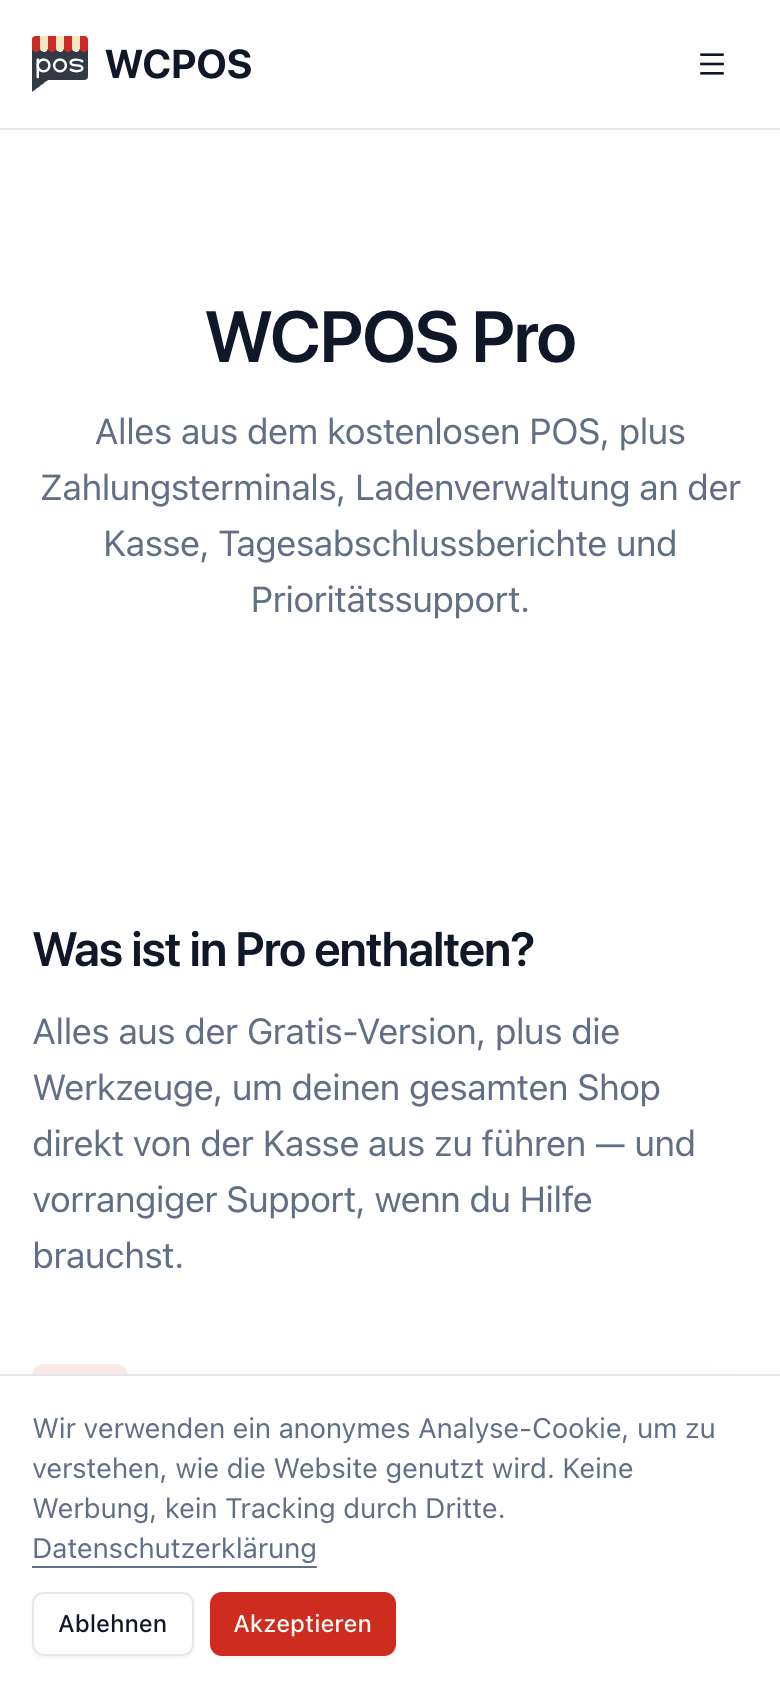 pos WCPOS
WCPOS Pro
Alles aus dem kostenlosen POS, plus
Zahlungsterminals, Ladenverwaltung an der
Kasse, Tagesabschlussberichte und
Prioritätssupport.
Was ist in Pro enthalten?
Alles aus der Gratis-Version, plus die
Werkzeuge, um deinen gesamten Shop
direkt von der Kasse aus zu führen — und
vorrangiger Support, wenn du Hilfe
brauchst.
Wir verwenden ein anonymes Analyse-Cookie, um zu
verstehen, wie die Website genutzt wird. Keine
Werbung, kein Tracking durch Dritte.
Datenschutzerklärung
Ablehnen Akzeptieren